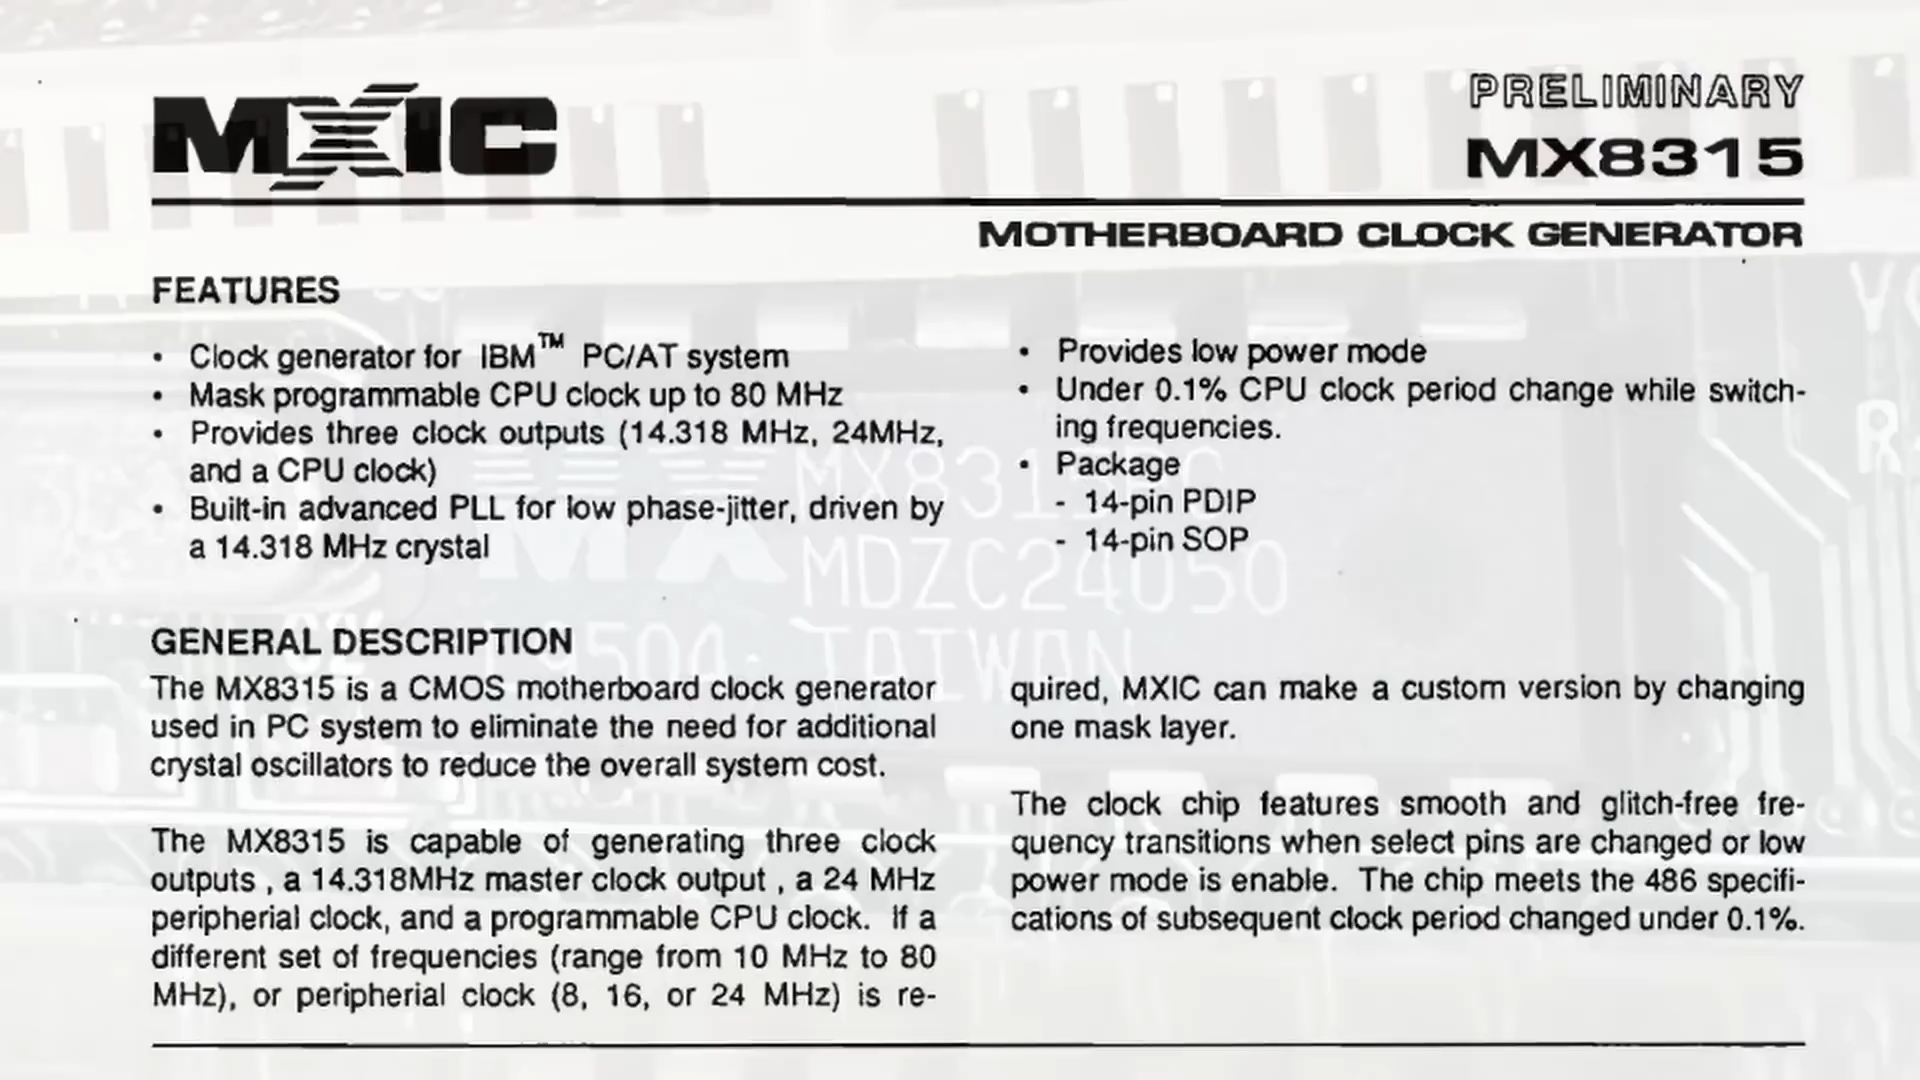 MXIC
PRELIMINARY
MX8315
MOTHERBOARD CLOCK GENERATOR
FEATURES
• Clock generator for IBM™ PC/AT system
• Mask programmable CPU clock up to 80 MHz
• Provides three clock outputs (14.318 MHz, 24MHz,
and a CPU clock)
• Built-in advanced PLL for low phase-jitter, driven by
a 14.318 MHz crystal
• Provides low power mode
• Under 0.1% CPU clock period change while switch-
ing frequencies.
• Package
- 14-pin PDIP
- 14-pin SOP
GENERAL DESCRIPTION
The MX8315 is a CMOS motherboard clock generator
used in PC system to eliminate the need for additional
crystal oscillators to reduce the overall system cost.
The MX8315 is capable of generating three clock
outputs , a 14.318MHz master clock output , a 24 MHz
peripherial clock, and a programmable CPU clock. If a
different set of frequencies (range from 10 MHz to 80
MHz), or peripherial clock (8, 16, or 24 MHz) is re-
quired, MXIC can make a custom version by changing
one mask layer.
The clock chip features smooth and glitch-free fre-
quency transitions when select pins are changed or low
power mode is enable. The chip meets the 486 specifi-
cations of subsequent clock period changed under 0.1%.
MX
MDZC24050
TAIWAN